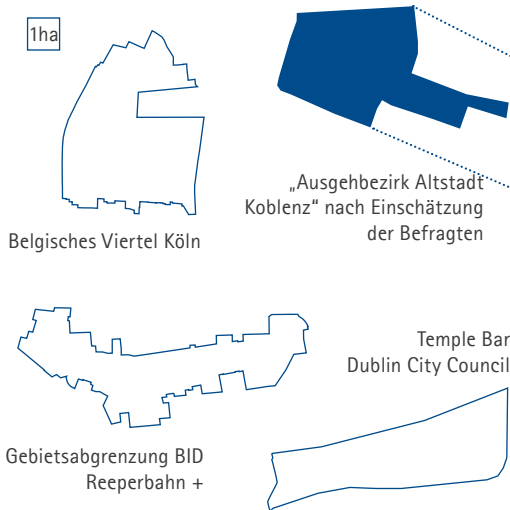 1ha
Belgisches Viertel Köln
„Ausgehbezirk Altstadt
Koblenz“ nach Einschätzung
der Befragten
Gebietsabgrenzung BID
Reeperbahn +
Temple Bar
Dublin City Council